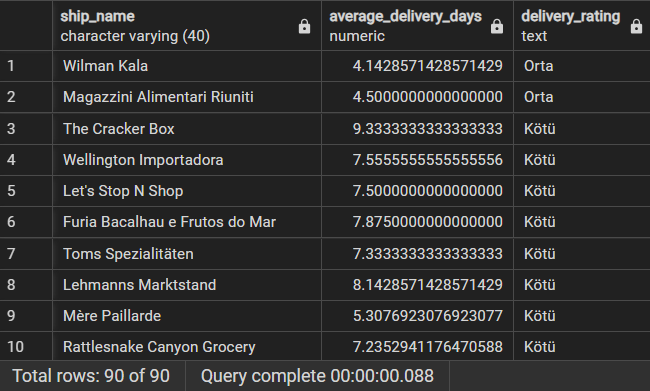 ship_name average_delivery_days delivery_rating
character varying (40) numeric text
1 Wilman Kala 4.1428571428571429 Orta
2 Magazzini Alimentari Riuniti 4.5000000000000000 Orta
3 The Cracker Box 9.3333333333333333 Kötü
4 Wellington Importadora 7.5555555555555556 Kötü
5 Let's Stop N Shop 7.5000000000000000 Kötü
6 Furia Bacalhau e Frutos do Mar 7.8750000000000000 Kötü
7 Toms Spezialitäten 7.3333333333333333 Kötü
8 Lehmanns Marktstand 8.1428571428571429 Kötü
9 Mère Paillarde 5.3076923076923077 Kötü
10 Rattlesnake Canyon Grocery 7.2352941176470588 Kötü
Total rows: 90 of 90 Query complete 00:00:00.088